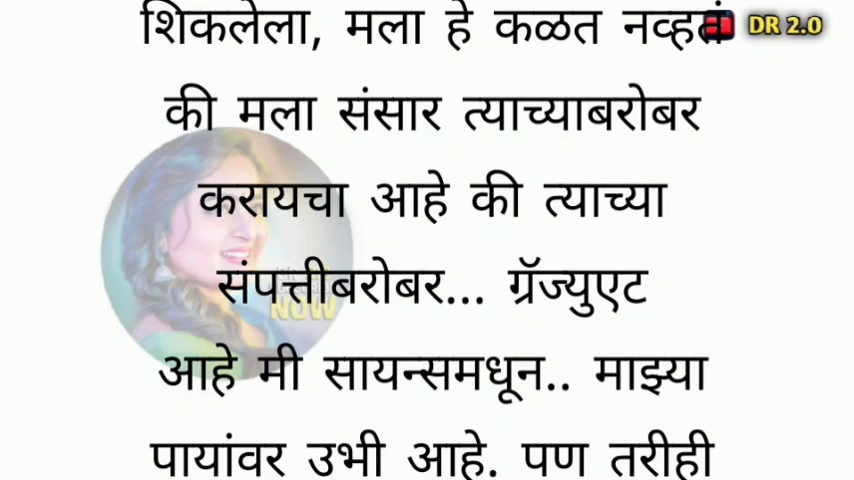 शिकलेला, मला हे कळत नव्हतं
DR 2.0
की मला संसार त्याच्याबरोबर
करायचा आहे की त्याच्या
संपत्तीबरोबर... ग्रॅज्युएट
NOW
आहे मी सायन्समधून.. माझ्या
पायांवर उभी आहे. पण तरीही